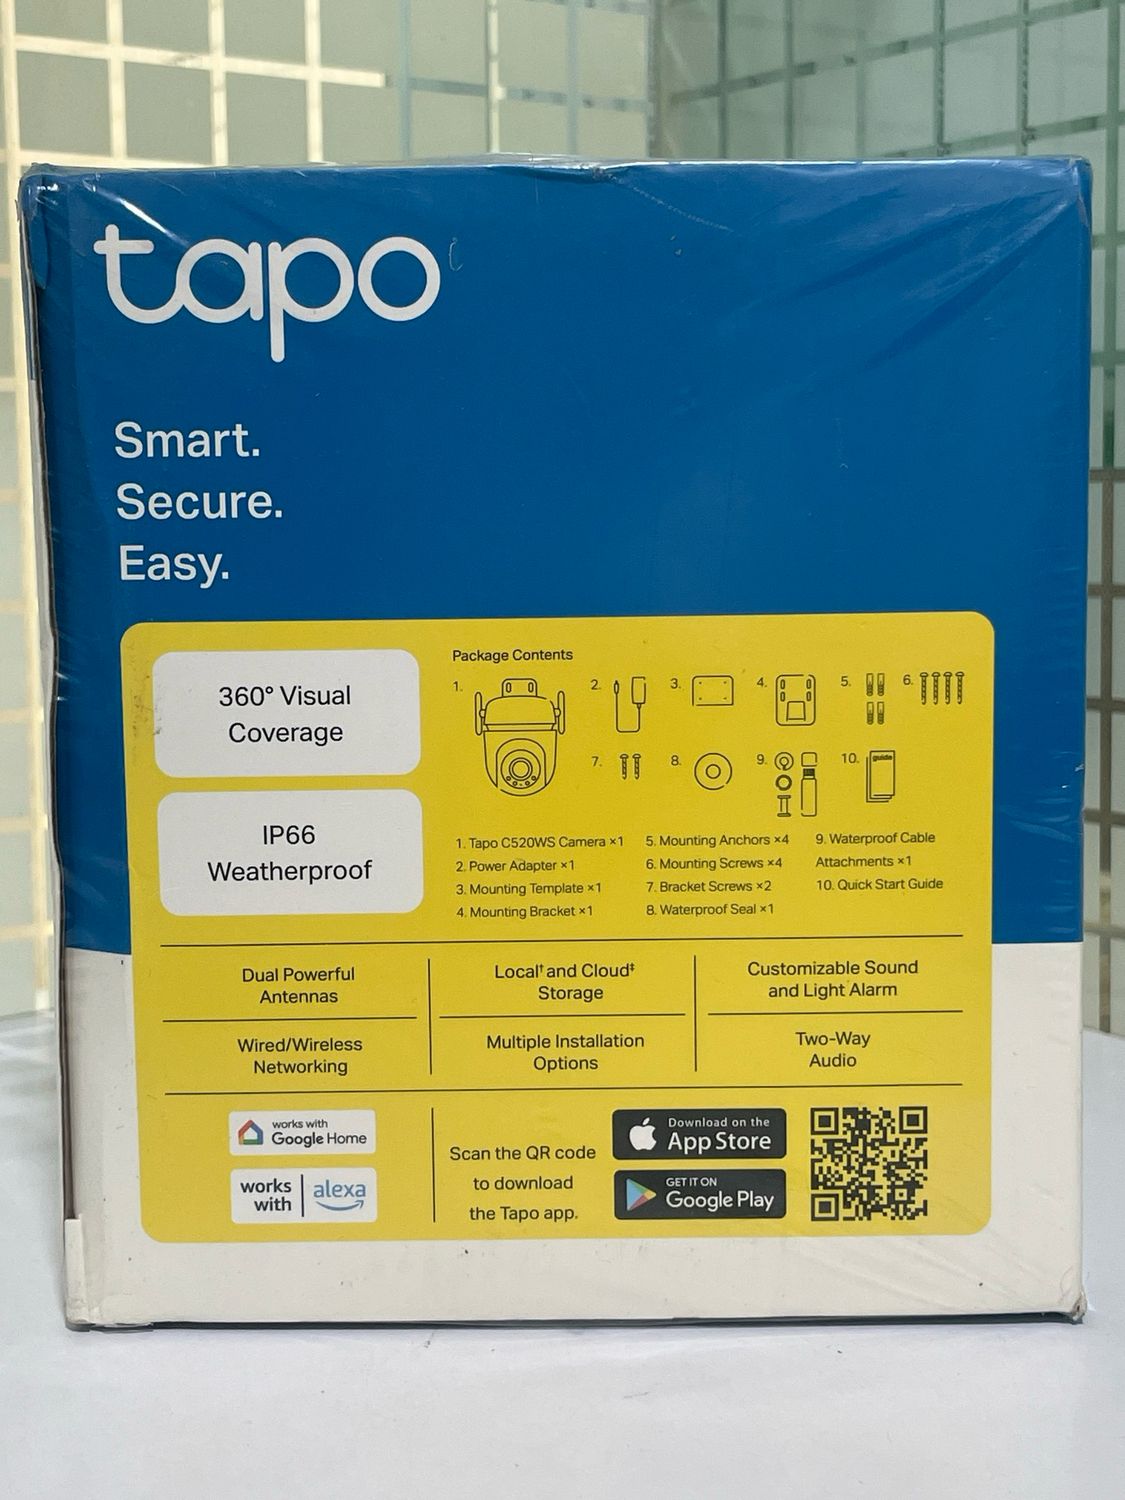 tapo
Smart.
Secure.
Easy.
360° Visual
Coverage
IP66
Weatherproof
Package Contents
1.
2.
3.
4.
5.
6.
7.
8.
9.
10.
guide
1. Tapo C520WS Camera ×1
2. Power Adapter ×1
3. Mounting Template ×1
4. Mounting Bracket ×1
5. Mounting Anchors ×4
6. Mounting Screws ×4
7. Bracket Screws ×2
8. Waterproof Seal ×1
9. Waterproof Cable
Attachments ×1
10. Quick Start Guide
Dual Powerful
Antennas
Local† and Cloud‡
Storage
Customizable Sound
and Light Alarm
Wired/Wireless
Networking
Multiple Installation
Options
Two-Way
Audio
works with
Google Home
works
with
alexa
Scan the QR code
to download
the Tapo app.
Download on the
App Store
GET IT ON
Google Play